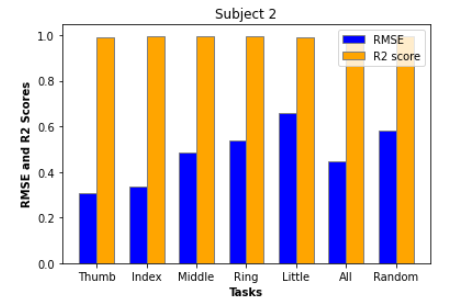 Subject 2
RMSE
R2 score
RMSE and R2 Scores
1.0
0.8
0.6
0.4
0.2
0.0
Thumb Index Middle Ring Little All Random
Tasks